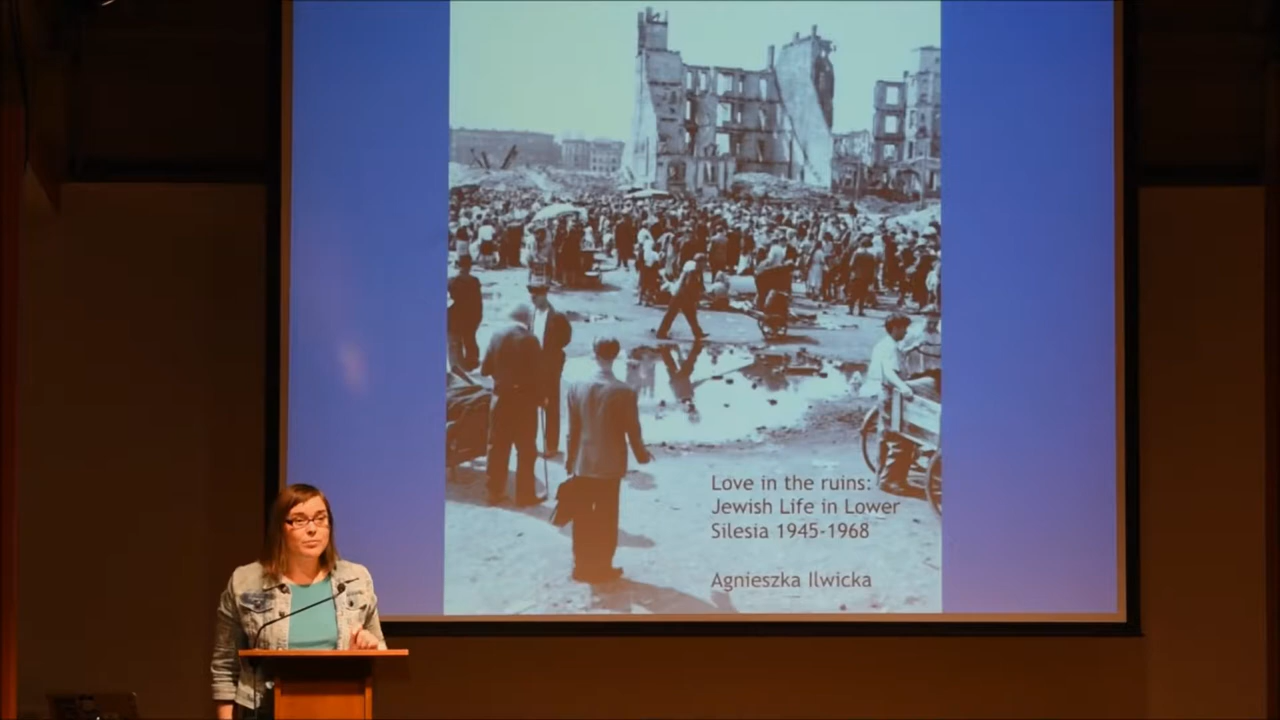 Love in the ruins:
Jewish Life in Lower
Silesia 1945-1968
Agnieszka Ilwicka